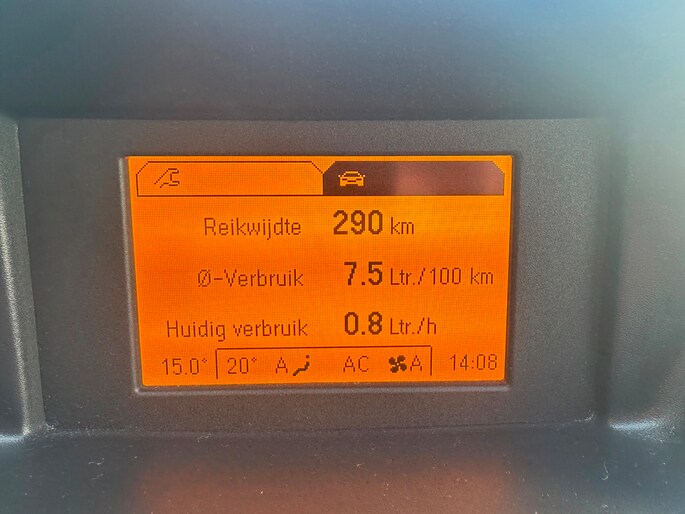 Reikwijdte 290 km
Ø-Verbruik 7.5 Ltr./100 km
Huidig verbruik 0.8 Ltr./h
15.0° 20° A AC A 14:08